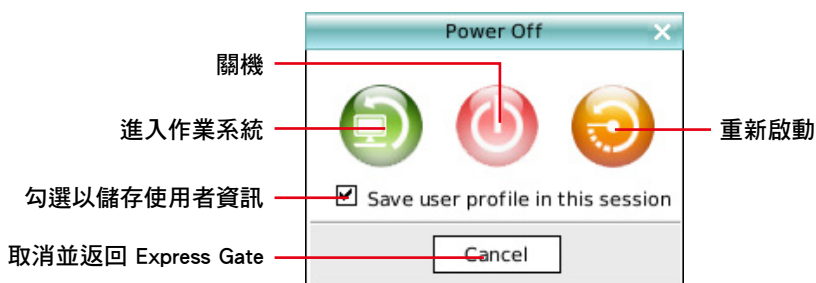 Power Off
關機
進入作業系統
重新啟動
勾選以儲存使用者資訊
Save user profile in this session
取消並返回 Express Gate
Cancel